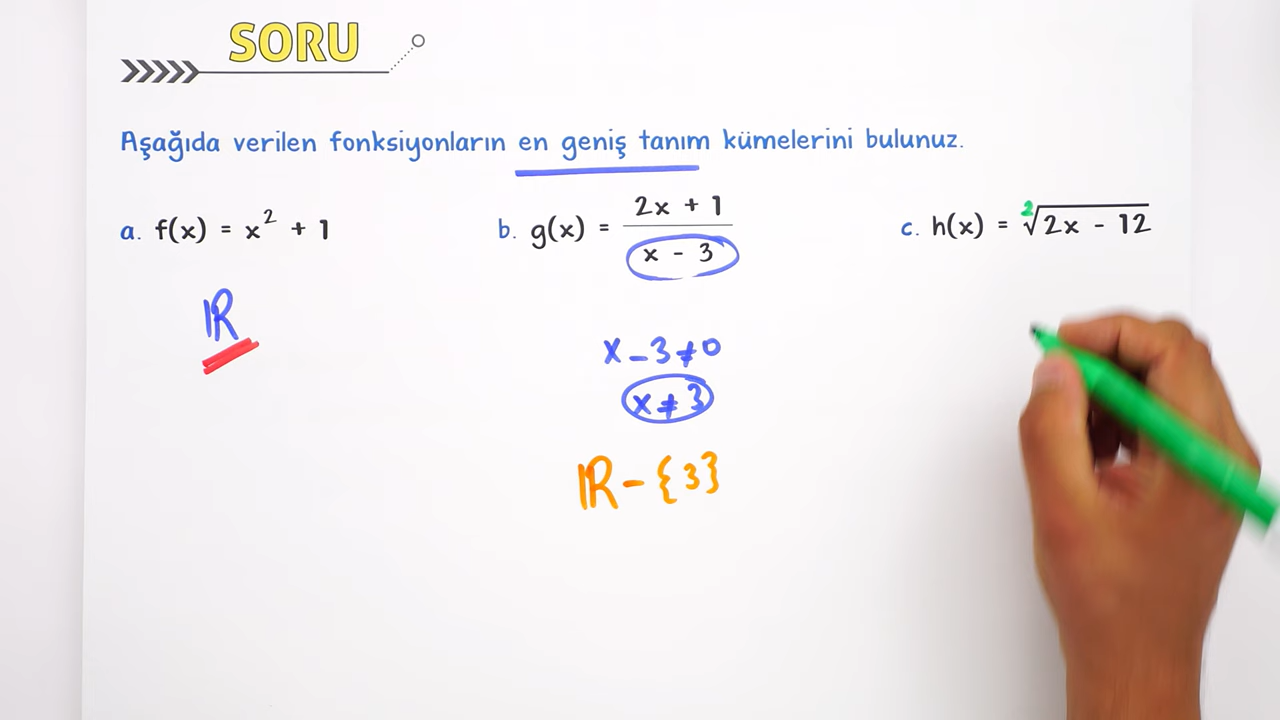 SORU
Aşağıda verilen fonksiyonların en geniş tanım kümelerini bulunuz.
a. f(x) = x² + 1
b. g(x) = (2x + 1)/(x - 3)
c. h(x) = ²√(2x - 12)
ℝ
x - 3 ≠ 0
x ≠ 3
ℝ - {3}